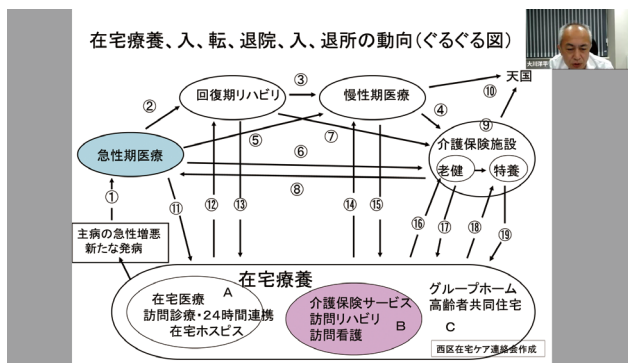 在宅療養、入、転、退院、入、退所の動向(ぐるぐる図)
大川洋平
天国
③
⑩
回復期リハビリ
慢性期医療
②
④
⑨
⑤
⑦
介護保険施設
急性期医療
⑥
老健
特養
⑧
①
⑪
⑫
⑬
⑭
⑮
⑯
⑰
⑱
⑲
主病の急性増悪
新たな発病
在宅療養
在宅医療
A
訪問診療・24時間連携
在宅ホスピス
介護保険サービス
訪問リハビリ
B
訪問看護
グループホーム
高齢者共同住宅
C
西区在宅ケア連絡会作成